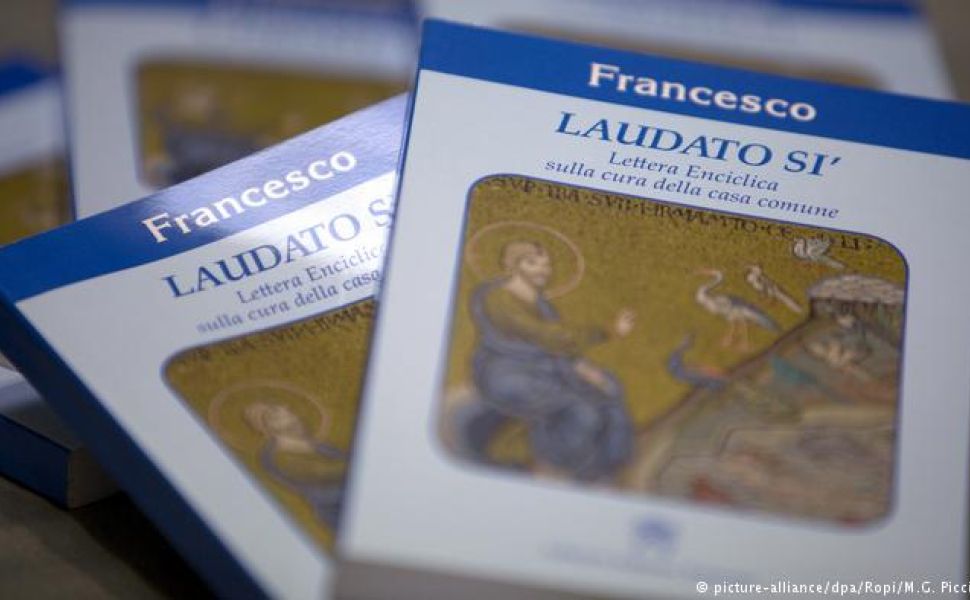 Francesco
LAUDATO SI’
Lettera Enciclica
sulla cura della casa comune
Francesco
LAUDATO S
Lettera Enciclica
sulla cura della casa
© picture-alliance/dpa/Ropi/M.G. Picci